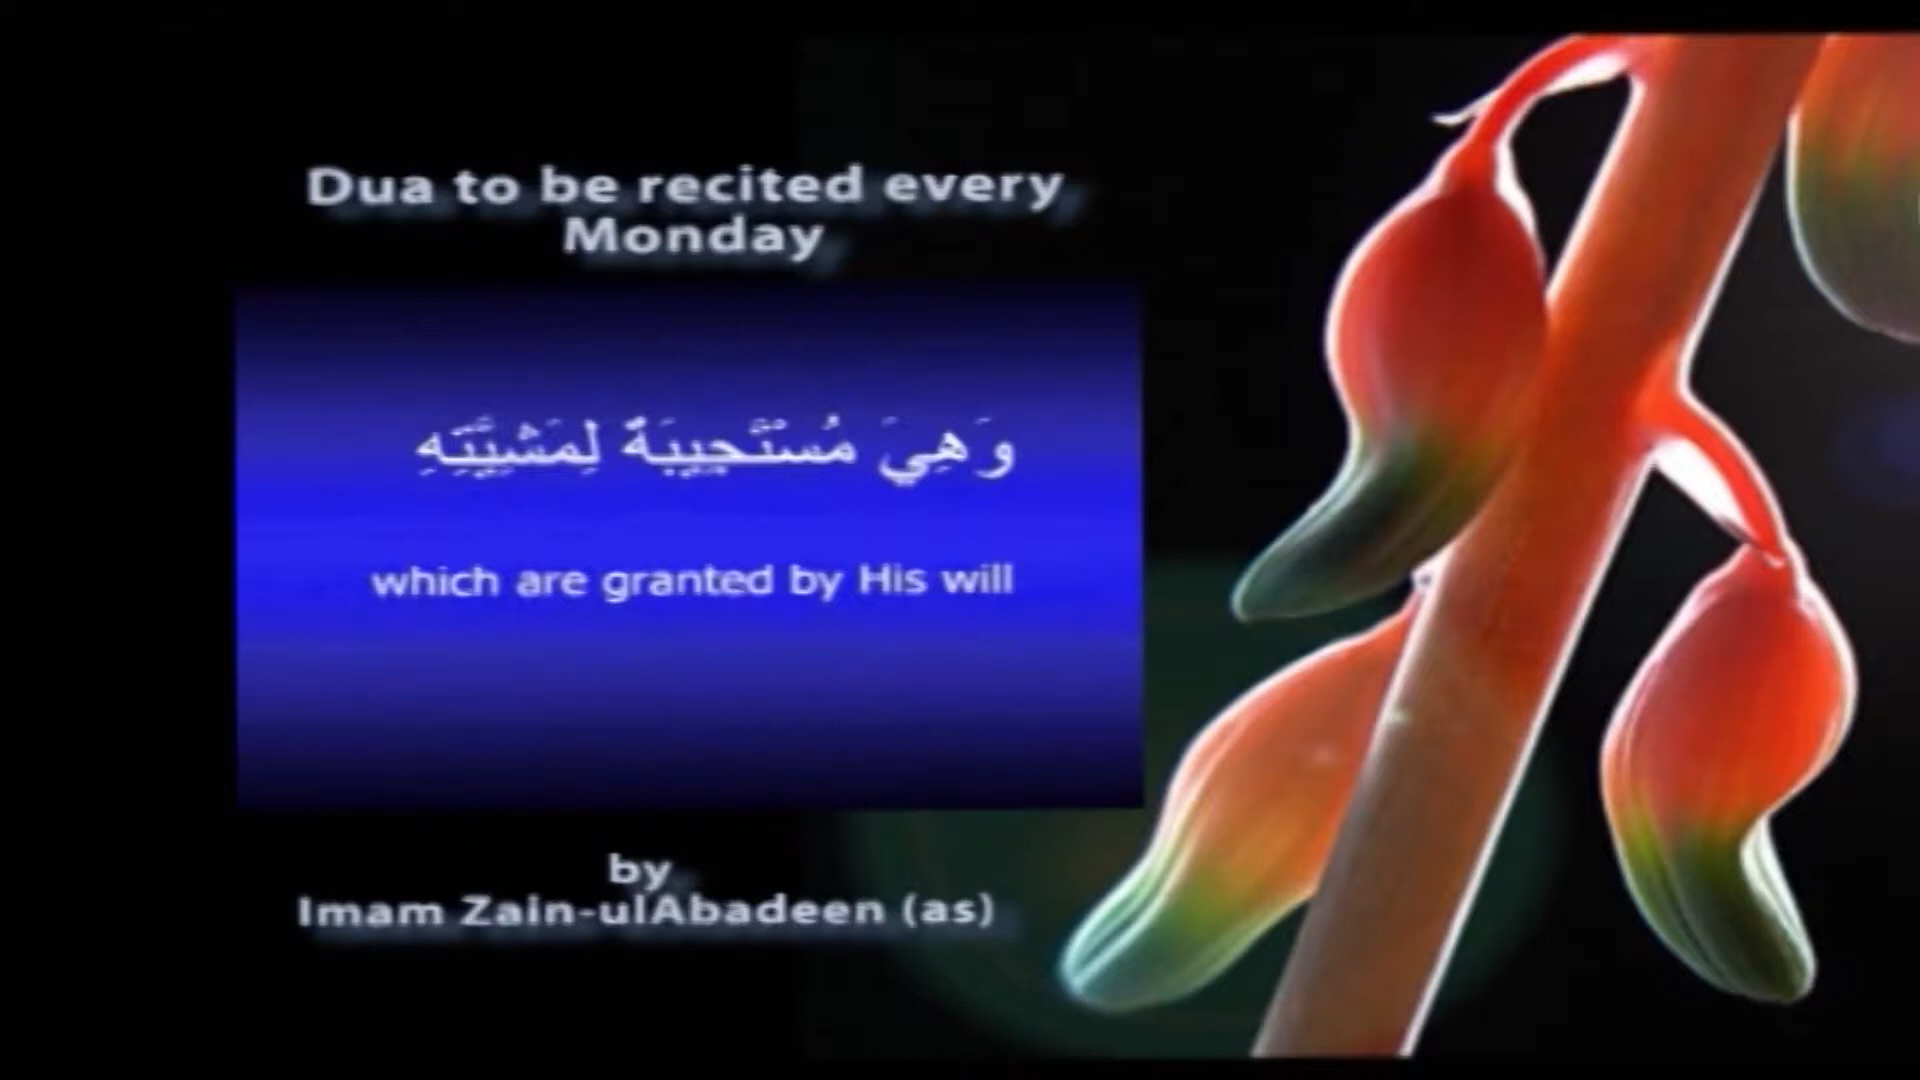 Dua to be recited every
Monday
وَهِيَ مُسْتَجِيبَةٌ لِمَشِيَّتِهِ
which are granted by His will
by
Imam Zain-ulAbadeen (as)